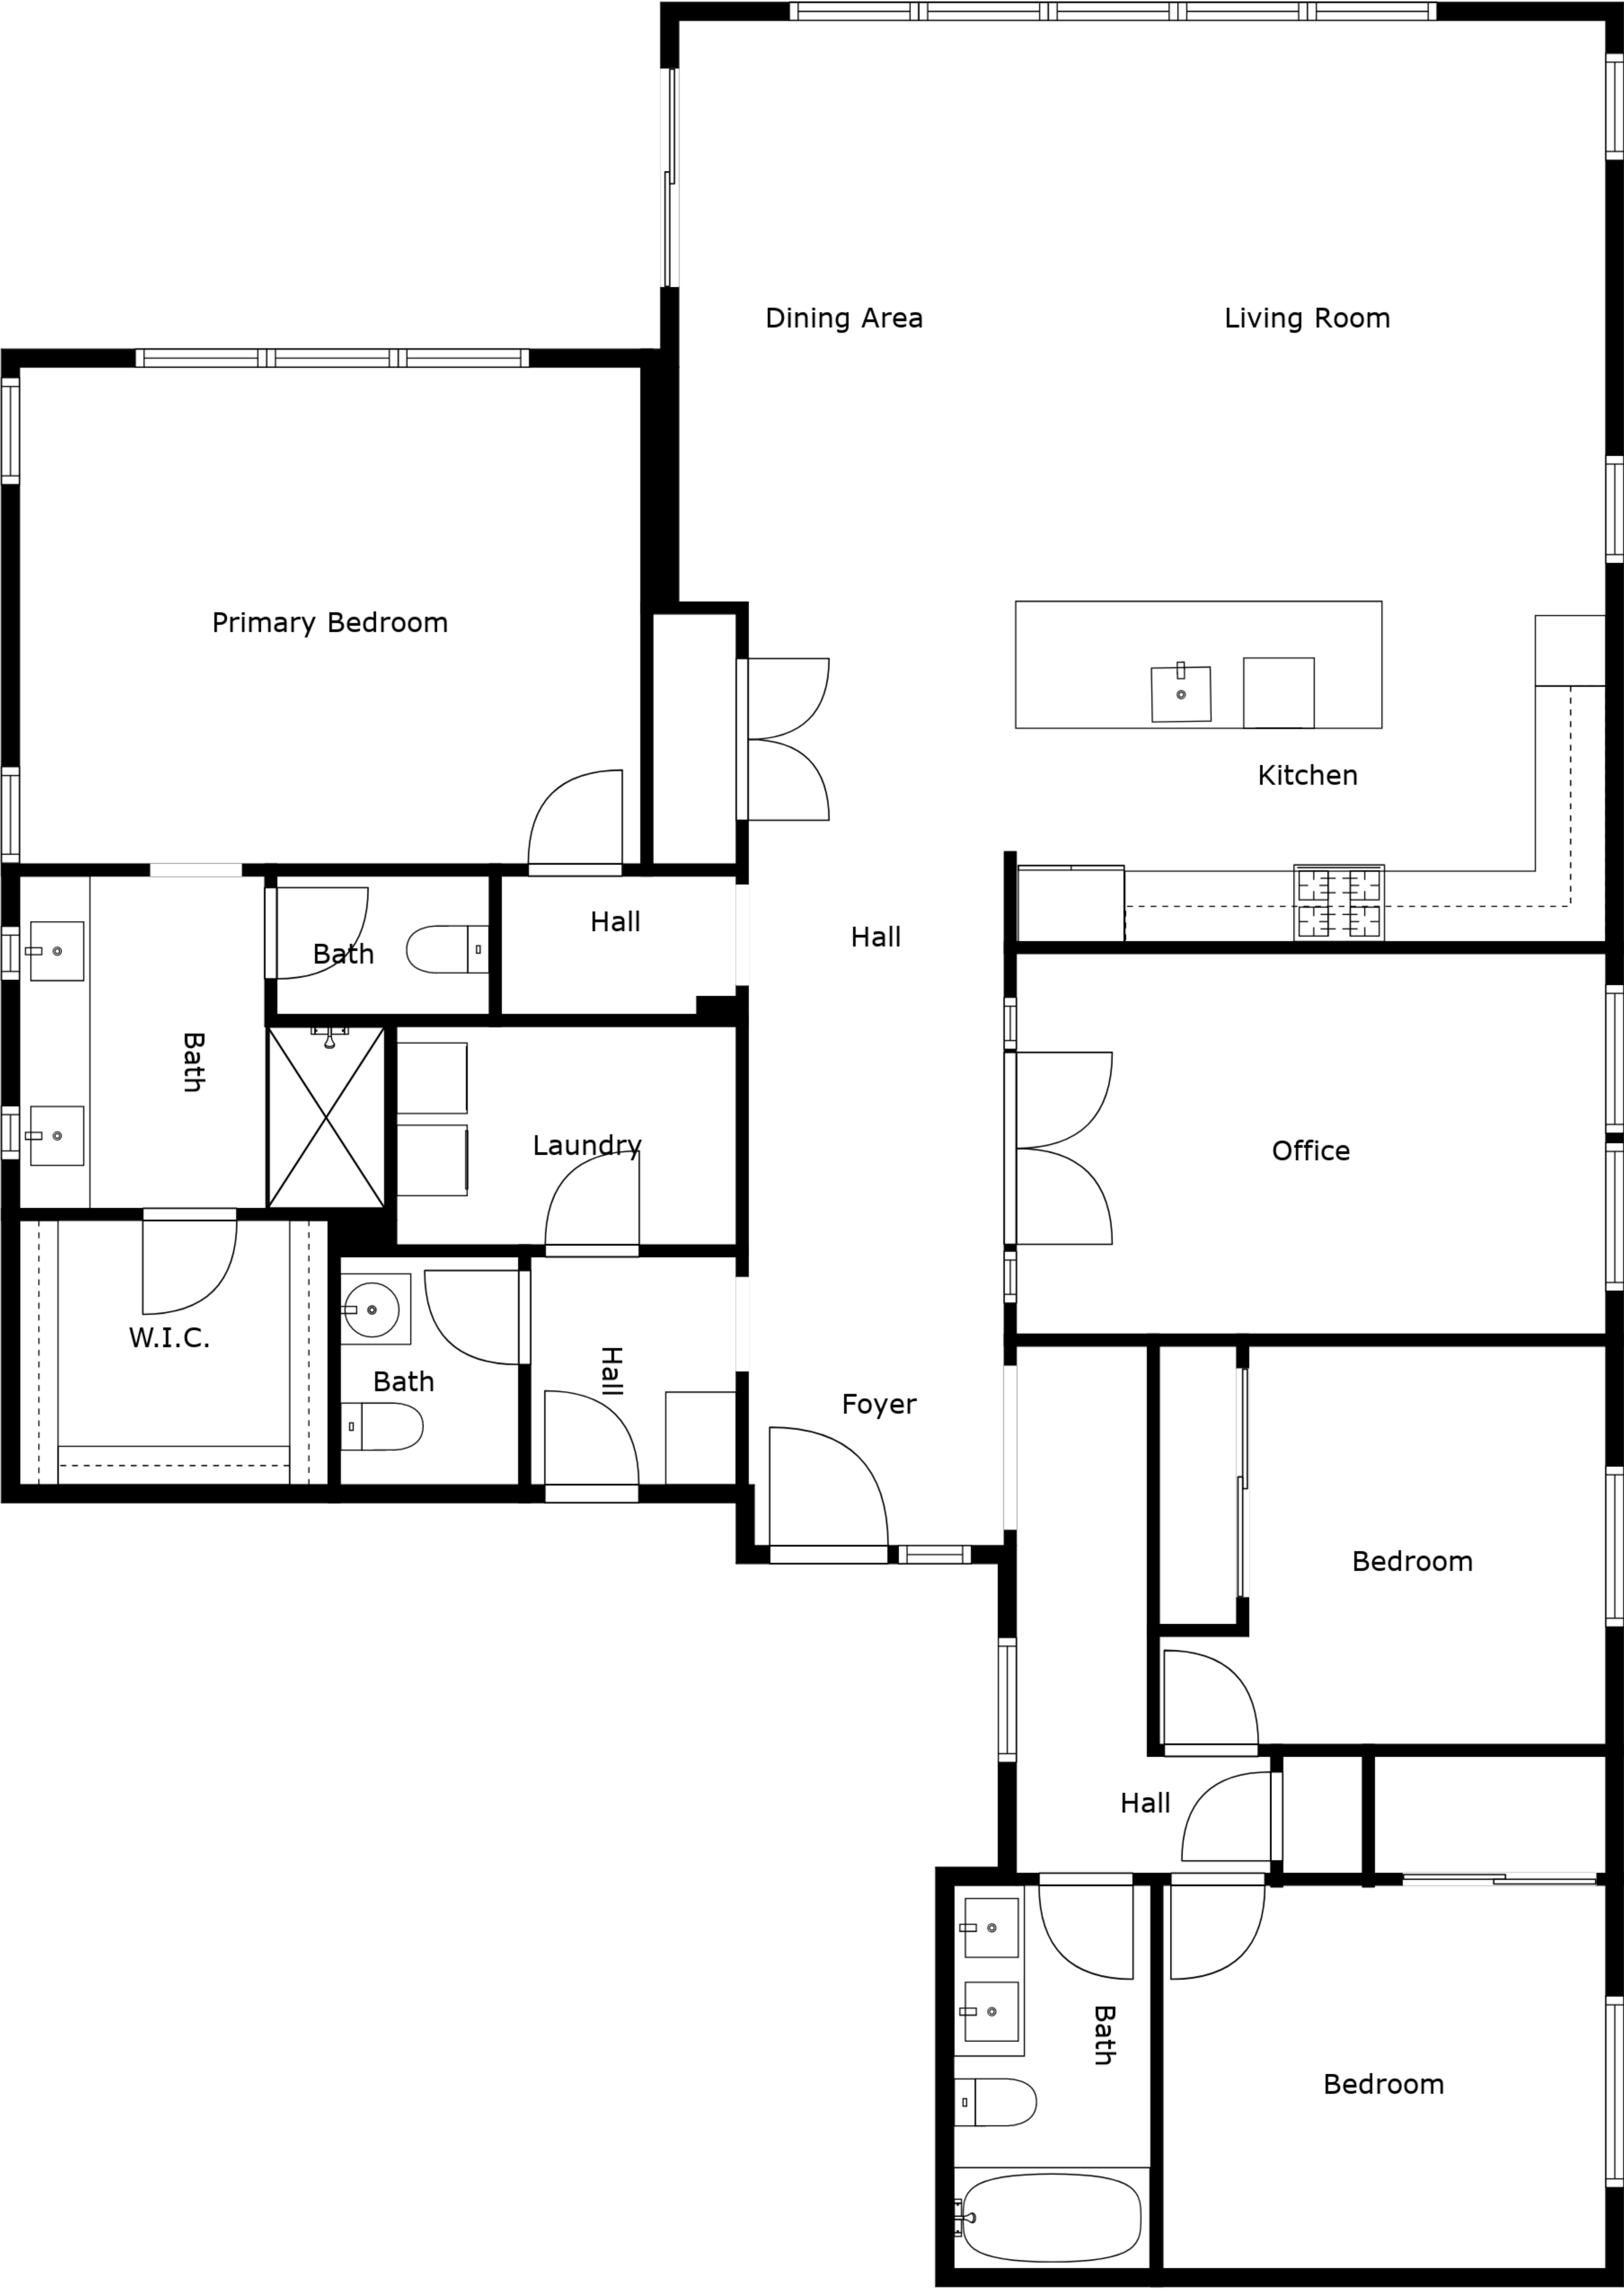 Dining Area
Living Room
Primary Bedroom
Kitchen
Hall
Hall
Bath
Bath
Laundry
Office
W.I.C.
Hall
Bath
Foyer
Bedroom
Hall
Bath
Bedroom